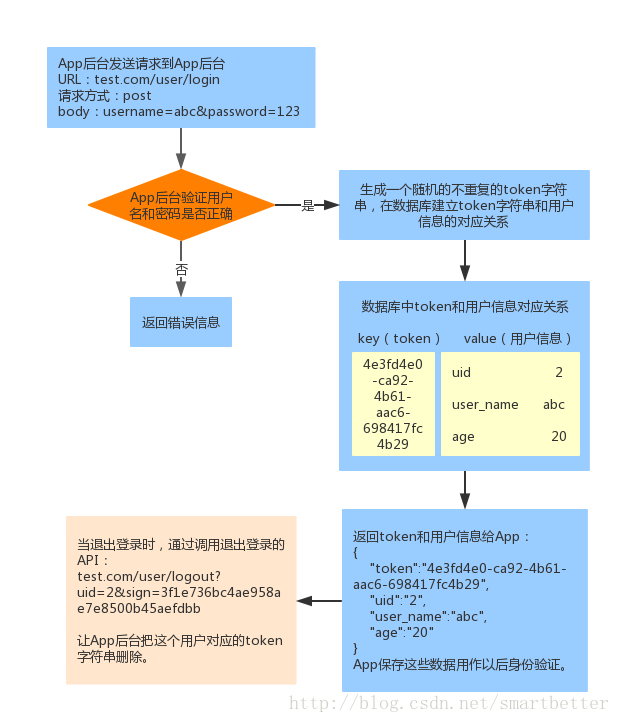 App后台发送请求到App后台
URL：test.com/user/login
请求方式：post
body：username=abc&password=123
App后台验证用户
名和密码是否正确
是
生成一个随机的不重复的token字符
串，在数据库建立token字符串和用户
信息的对应关系
否
返回错误信息
数据库中token和用户信息对应关系
key（token） value（用户信息）
4e3fd4e0
-ca92-
4b61-
aac6-
698417fc
4b29
uid 2
user_name abc
age 20
返回token和用户信息给App：
{
"token":"4e3fd4e0-ca92-4b61-
aac6-698417fc4b29",
"uid":"2",
"user_name":"abc",
"age":"20"
}
App保存这些数据用作以后身份验证。
当退出登录时，通过调用退出登录的
API：
test.com/user/logout?
uid=2&sign=3f1e736bc4ae958a
e7e8500b45aefdbb
让App后台把这个用户对应的token
字符串删除。
http://blog.csdn.net/smartbetter